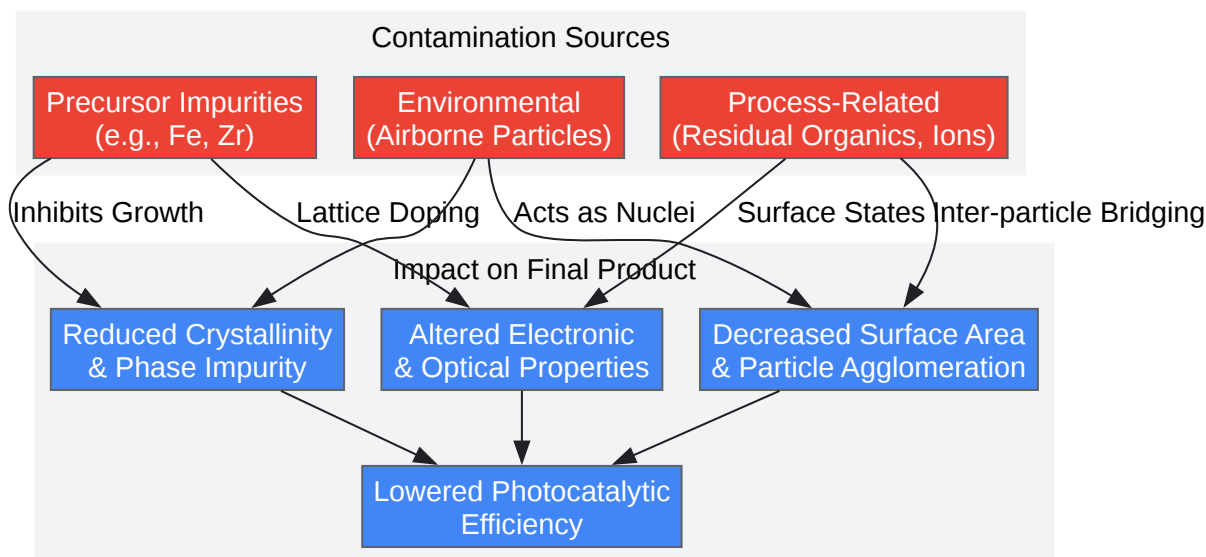 Contamination Sources
Precursor Impurities
(e.g., Fe, Zr)
Environmental
(Airborne Particles)
Process-Related
(Residual Organics, Ions)
Inhibits Growth
Lattice Doping
Acts as Nuclei
Surface States
Inter-particle Bridging
Impact on Final Product
Reduced Crystallinity
& Phase Impurity
Altered Electronic
& Optical Properties
Decreased Surface Area
& Particle Agglomeration
Lowered Photocatalytic
Efficiency